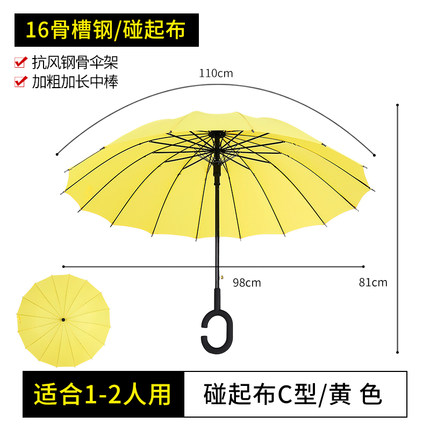 16骨槽钢/碰起布
抗风钢骨伞架
加粗加长中棒
110cm
98cm
81cm
适合1-2人用
碰起布C型/黄 色